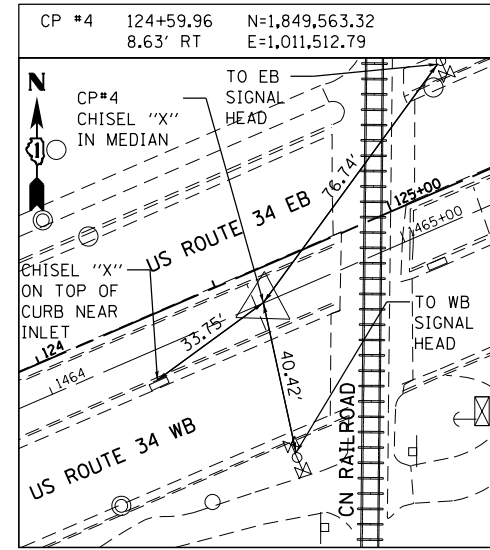 CP #4 124+59.96 N=1,849,563.32
8.63' RT E=1,011,512.79
N
1
CP#4
CHISEL "X"
IN MEDIAN
TO EB
SIGNAL
HEAD
76.74'
US ROUTE 34 EB
125+00
1465+00
CHISEL "X"
ON TOP OF
CURB NEAR
INLET
33.75'
TO WB
SIGNAL
HEAD
124
1464
40.42'
US ROUTE 34 WB
CN RAILROAD